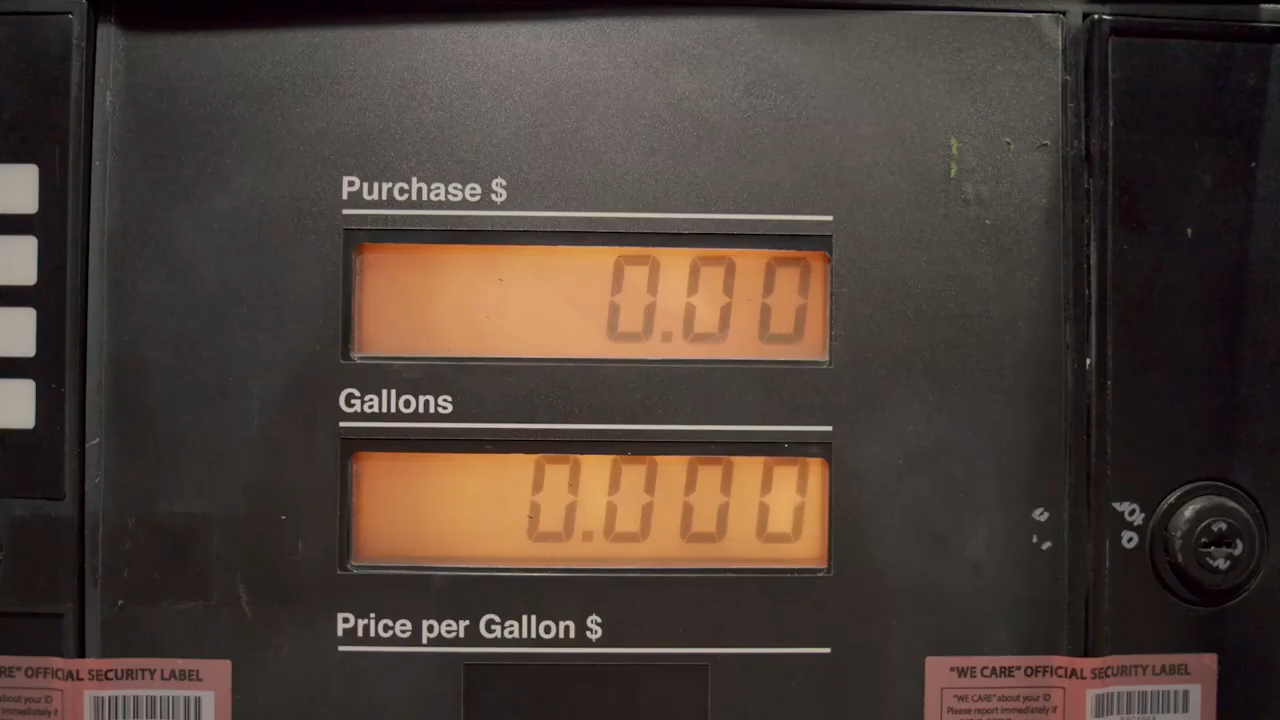 Purchase $
0.00
Gallons
0.000
Price per Gallon $
RE" OFFICIAL SECURITY LABEL
about your ID
immediately if
"WE CARE" OFFICIAL SECURITY LABEL
"WE CARE" about your ID
Please report immediately if